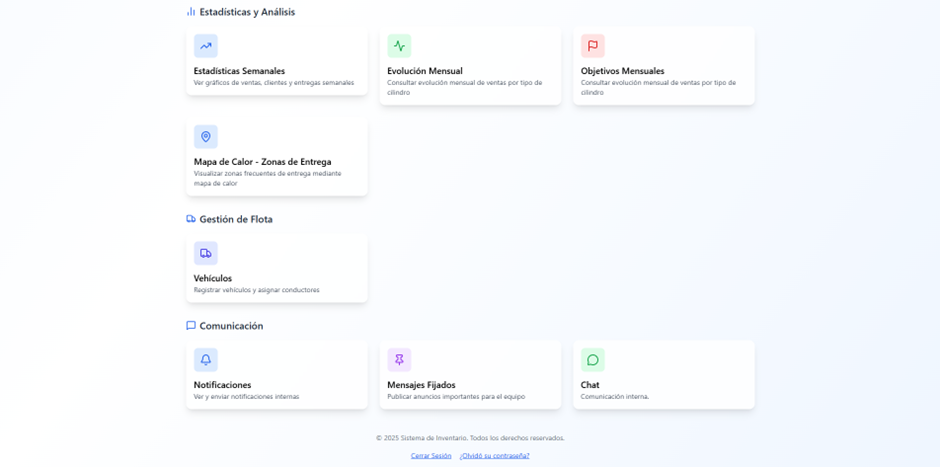 Estadísticas y Análisis
Estadísticas Semanales
Ver gráficos de ventas, clientes y entregas semanales
Evolución Mensual
Consultar evolución mensual de ventas por tipo de
cilindro
Objetivos Mensuales
Consultar evolución mensual de ventas por tipo de
cilindro
Mapa de Calor - Zonas de Entrega
Visualizar zonas frecuentes de entrega mediante
mapa de calor
Gestión de Flota
Vehículos
Registrar vehículos y asignar conductores
Comunicación
Notificaciones
Ver y enviar notificaciones internas
Mensajes Fijados
Publicar anuncios importantes para el equipo
Chat
Comunicación interna.
© 2025 Sistema de Inventario. Todos los derechos reservados.
Cerrar Sesión ¿Olvidó su contraseña?